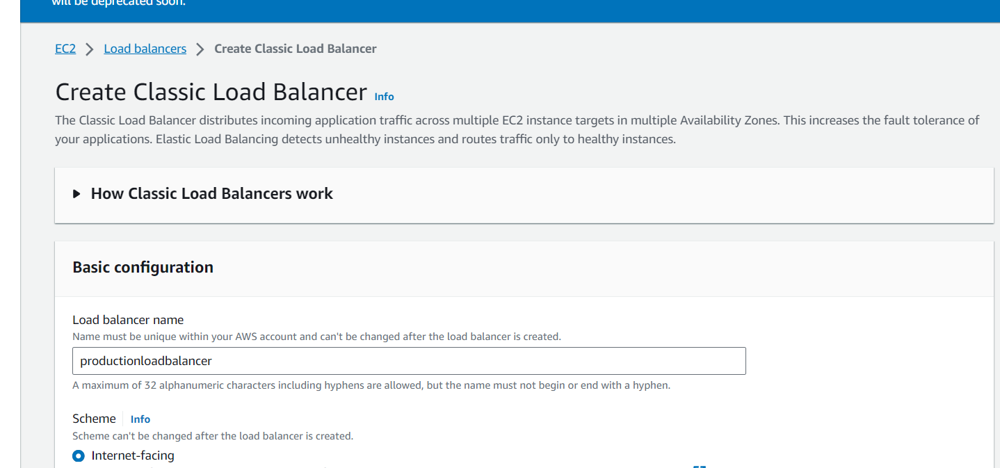 will be deprecated soon.
EC2 > Load balancers > Create Classic Load Balancer
Create Classic Load Balancer Info
The Classic Load Balancer distributes incoming application traffic across multiple EC2 instance targets in multiple Availability Zones. This increases the fault tolerance of
your applications. Elastic Load Balancing detects unhealthy instances and routes traffic only to healthy instances.
How Classic Load Balancers work
Basic configuration
Load balancer name
Name must be unique within your AWS account and can't be changed after the load balancer is created.
productionloadbalancer
A maximum of 32 alphanumeric characters including hyphens are allowed, but the name must not begin or end with a hyphen.
Scheme Info
Scheme can't be changed after the load balancer is created.
Internet-facing